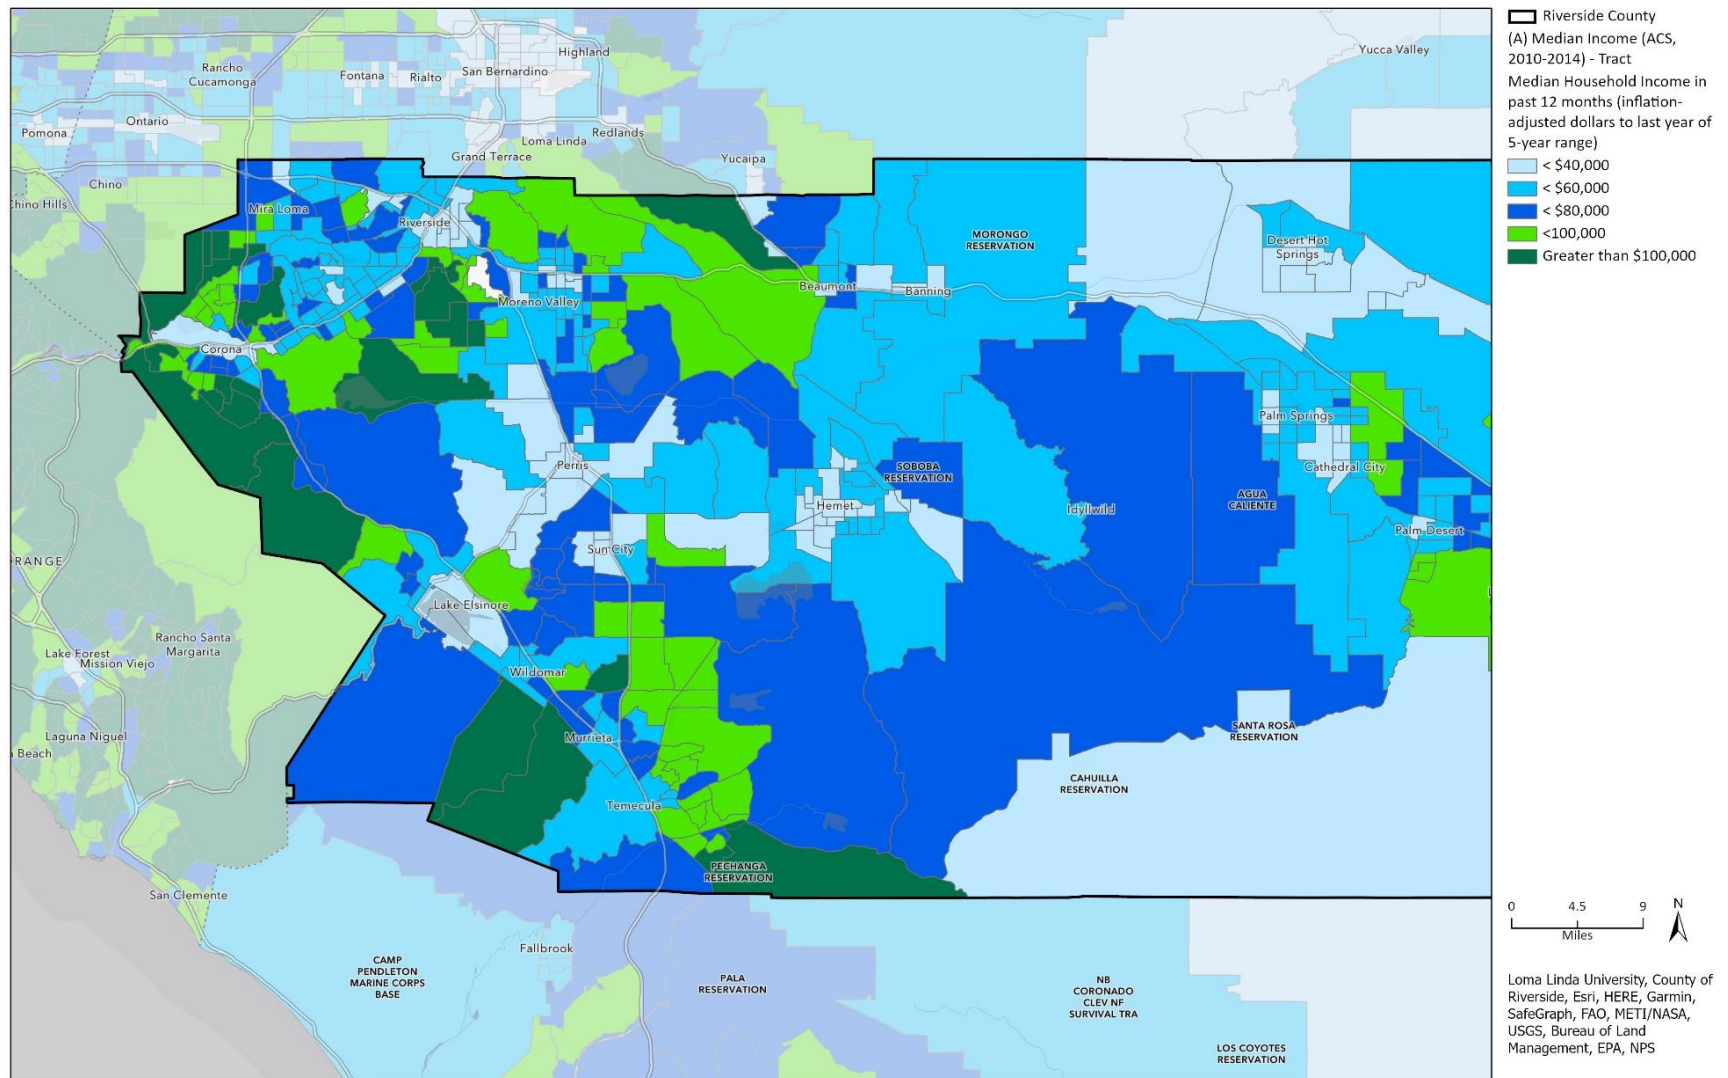 Highland
Yucca Valley
Rancho
Cucamonga
Fontana
Rialto
San Bernardino
Pomona
Ontario
Redlands
Loma Linda
Grand Terrace
Yucaipa
Chino
Chino Hills
Mira Loma
Riverside
MORONGO
RESERVATION
Desert Hot
Springs
Beaumont
Banning
Moreno Valley
Corona
Palm Springs
Perris
Cathedral City
SOBOBA
RESERVATION
AGUA
CALIENTE
Hemet
Idyllwild
Palm Desert
Sun City
ORANGE
Lake Elsinore
Rancho Santa
Margarita
Lake Forest
Mission Viejo
Wildomar
Laguna Niguel
Beach
Murrieta
SANTA ROSA
RESERVATION
CAHUILLA
RESERVATION
Temecula
PECHANGA
RESERVATION
San Clemente
Fallbrook
CAMP
PENDLETON
MARINE CORPS
BASE
PALA
RESERVATION
NB
CORONADO
CLEV NF
SURVIVAL TRA
LOS COYOTES
RESERVATION
Riverside County
(A) Median Income (ACS,
2010-2014) - Tract
Median Household Income in
past 12 months (inflation-
adjusted dollars to last year of
5-year range)
< $40,000
< $60,000
< $80,000
<100,000
Greater than $100,000
0 4.5 9
Miles
N
Loma Linda University, County of
Riverside, Esri, HERE, Garmin,
SafeGraph, FAO, METI/NASA,
USGS, Bureau of Land
Management, EPA, NPS